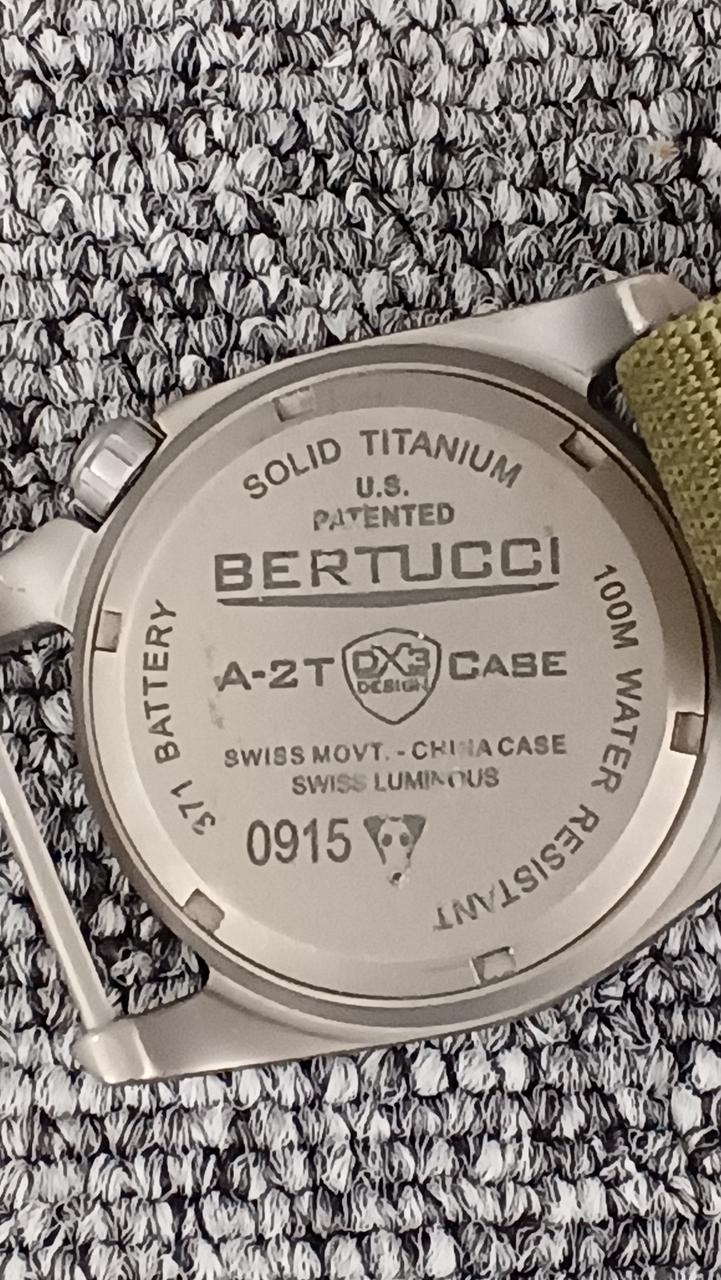 SOLID TITANIUM
U.S.
PATENTED
BERTUCCI
A-2T DX3 DESIGN CASE
SWISS MOVT. - CHINA CASE
SWISS LUMINOUS
0915
371 BATTERY
100M WATER RESISTANT